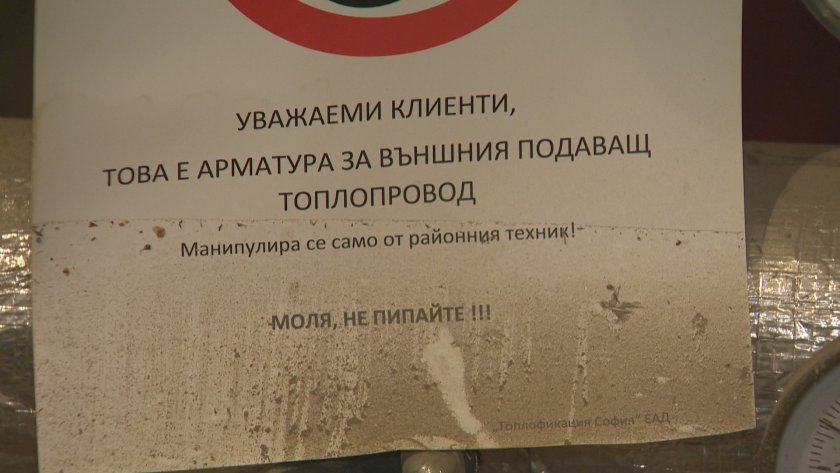 УВАЖАЕМИ КЛИЕНТИ,
ТОВА Е АРМАТУРА ЗА ВЪНШНИЯ ПОДАВАЩ
ТОПЛОПРОВОД
Манипулира се само от районния техник!
МОЛЯ, НЕ ПИПАЙТЕ !!!
„Топлофикация София" ЕАД